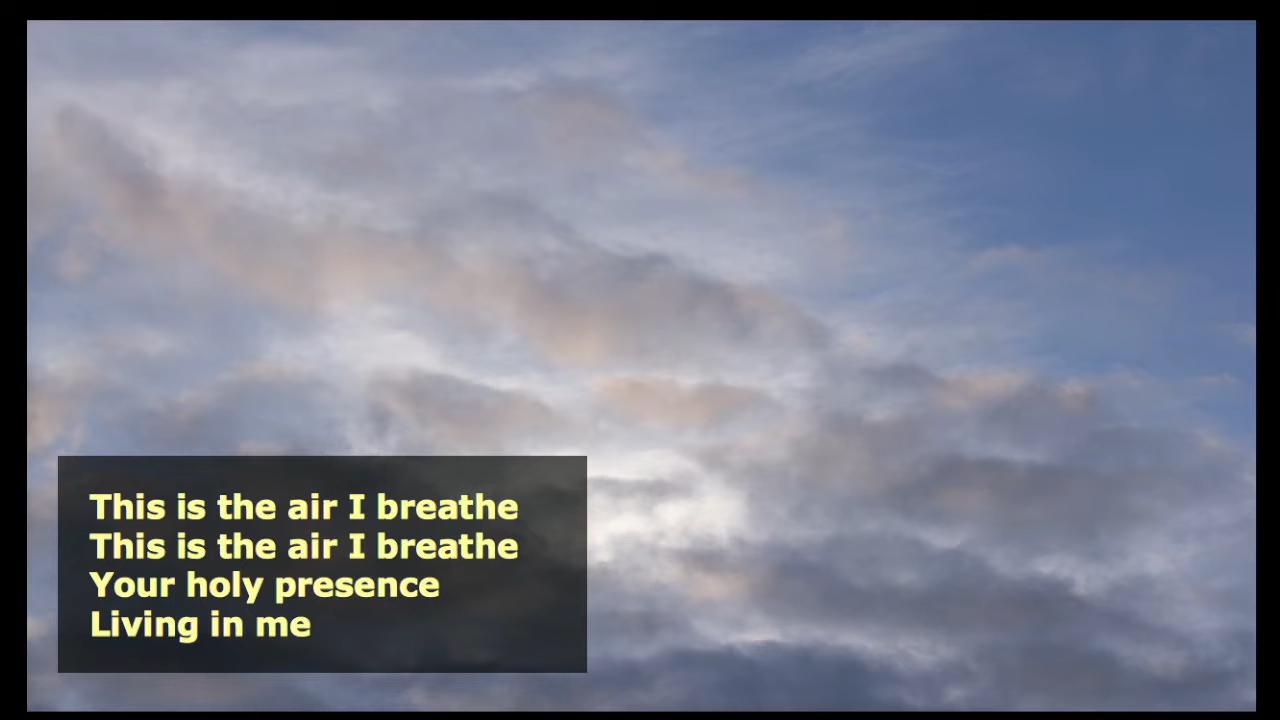 This is the air I breathe
This is the air I breathe
Your holy presence
Living in me